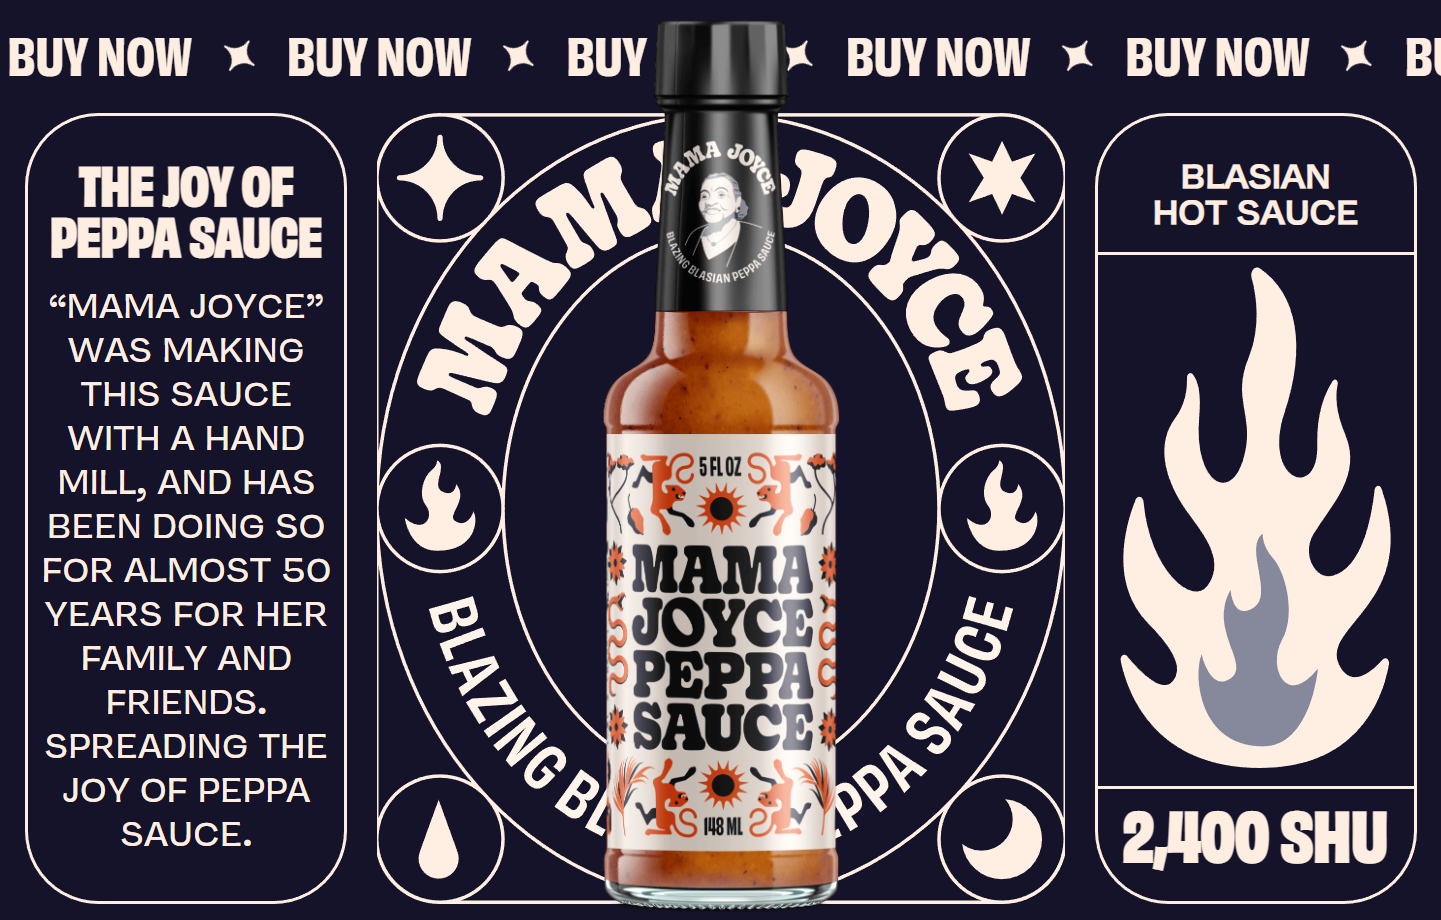 BUY NOW BUY NOW BUY BUY NOW BUY NOW BU
THE JOY OF
PEPPA SAUCE
“MAMA JOYCE”
WAS MAKING
THIS SAUCE
WITH A HAND
MILL, AND HAS
BEEN DOING SO
FOR ALMOST 50
YEARS FOR HER
FAMILY AND
FRIENDS.
SPREADING THE
JOY OF PEPPA
SAUCE.
MAMA JOYCE
BLAZING BL EPPA SAUCE
MAMA JOYCE
BLAZING BLASIAN PEPPA SAUCE
5 FL OZ
MAMA
JOYCE
PEPPA
SAUCE
148 ML
BLASIAN
HOT SAUCE
2,400 SHU